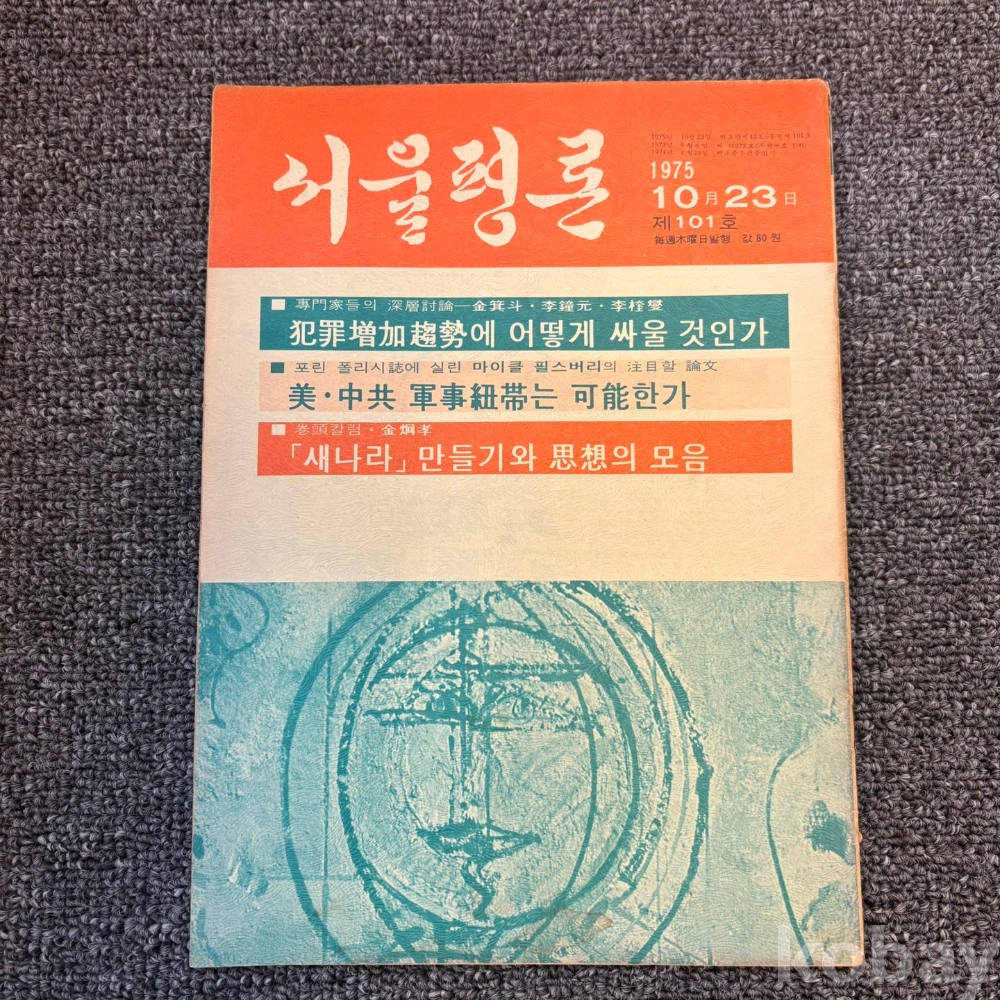 서울평론
1975
10月23日
제101호
每週木曜日발행 값 80 원
■ 專門家들의 深層討論—金箕斗·李鐘元·李桂燮
犯罪增加趨勢에 어떻게 싸울 것인가
■ 포린 폴리시誌에 실린 마이클 필스버리의 注目할 論文
美·中共 軍事紐帶는 可能한가
■ 卷頭칼럼·金炯孝
「새나라」만들기와 思想의 모음
kobay